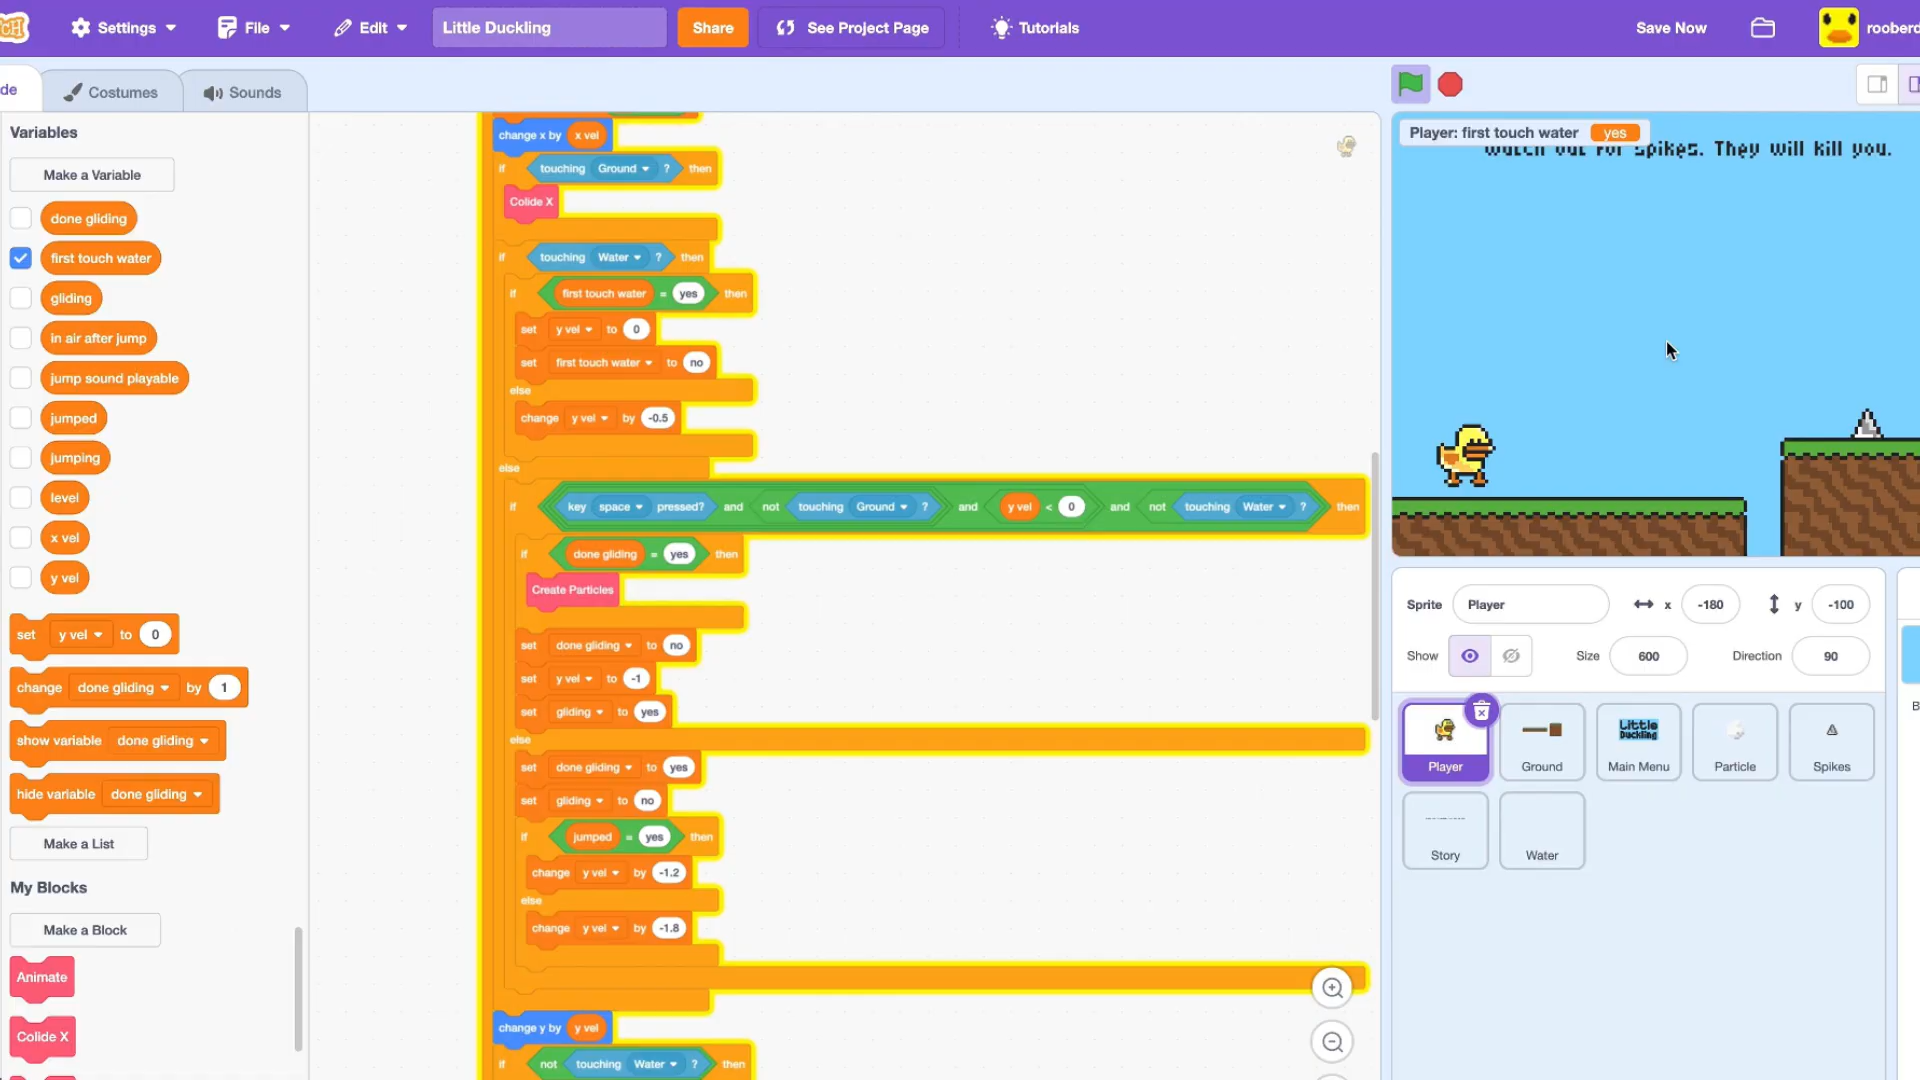 Settings
File
Edit
Little Duckling
Share
See Project Page
Tutorials
Save Now
Costumes
Sounds
Variables
Make a Variable
done gliding
first touch water
gliding
in air after jump
jump sound playable
jumped
jumping
level
x vel
y vel
set y vel to 0
change done gliding by 1
show variable done gliding
hide variable done gliding
Make a List
My Blocks
Make a Block
Animate
Colide X
change x by x vel
if touching Ground ? then
Colide X
if touching Water ? then
if first touch water = yes then
set y vel to 0
set first touch water to no
else
change y vel by -0.5
else
if key space pressed? and not touching Ground ? and y vel < 0 and not touching Water ? then
if done gliding = yes then
Create Particles
set done gliding to no
set y vel to -1
set gliding to yes
else
set done gliding to yes
set gliding to no
if jumped = yes then
change y vel by -1.2
else
change y vel by -1.8
change y by y vel
if not touching Water ? then
Player: first touch water yes
Watch out for spikes. They will kill you.
Sprite Player x -180 y -100
Show Size 600 Direction 90
Player
Ground
Little
Duckling
Main Menu
Particle
Spikes
Story
Water